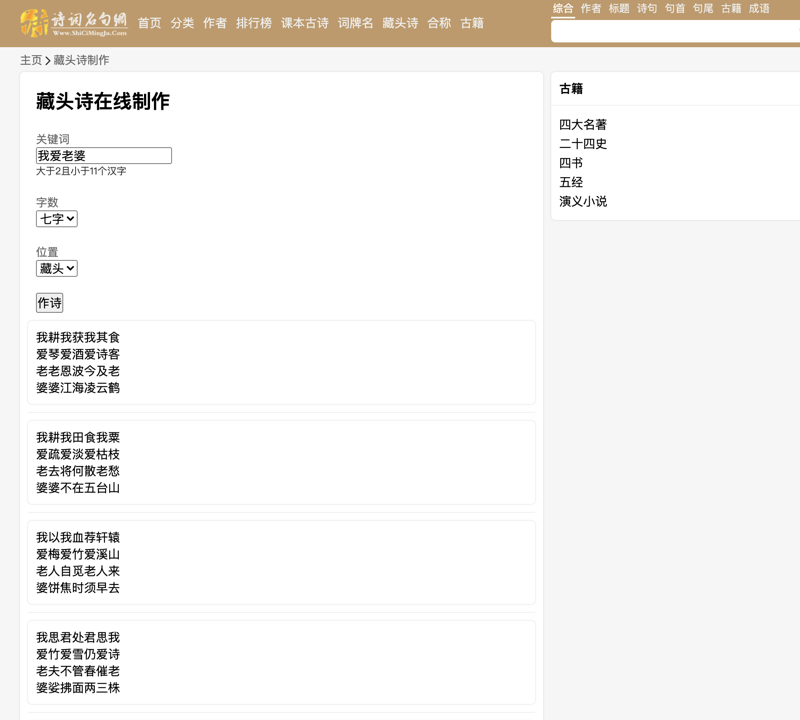 诗词名句網
Www.ShiCiMingJu.Com
首页 分类 作者 排行榜 课本古诗 词牌名 藏头诗 合称 古籍
综合 作者 标题 诗句 句首 句尾 古籍 成语
主页 藏头诗制作
藏头诗在线制作
关键词
我爱老婆
大于2且小于11个汉字
字数
七字
位置
藏头
作诗
我耕我获我其食
爱琴爱酒爱诗客
老老恩波今及老
婆婆江海凌云鹤
我耕我田食我粟
爱疏爱淡爱枯枝
老去将何散老愁
婆婆不在五台山
我以我血荐轩辕
爱梅爱竹爱溪山
老人自觅老人来
婆饼焦时须早去
我思君处君思我
爱竹爱雪仍爱诗
老夫不管春催老
婆娑拂面两三株
古籍
四大名著
二十四史
四书
五经
演义小说